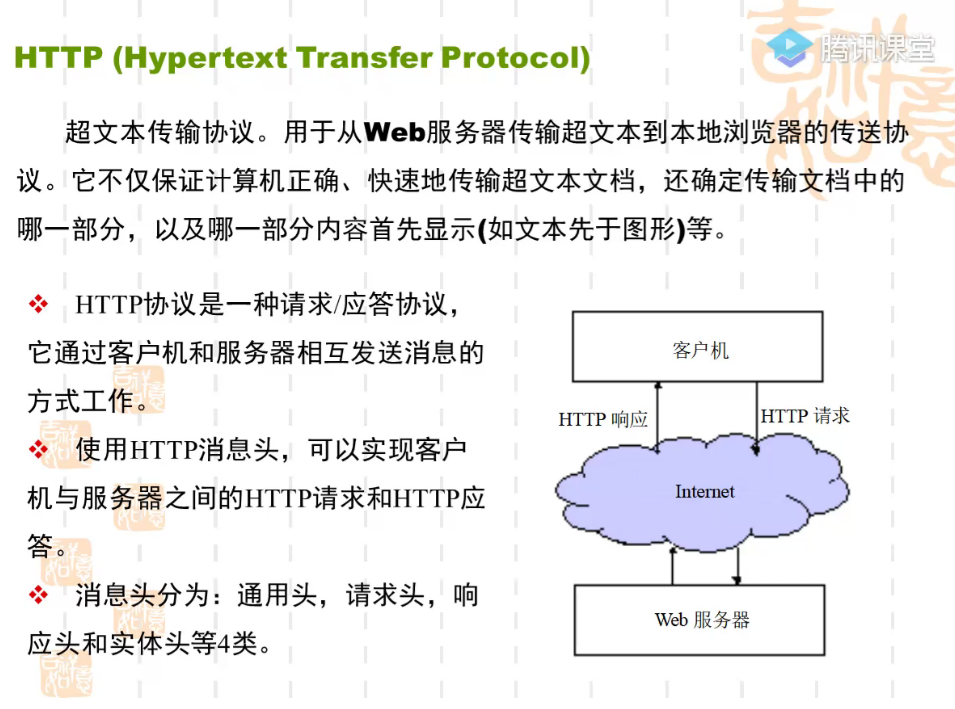 HTTP (Hypertext Transfer Protocol)
腾讯课堂
超文本传输协议。用于从Web服务器传输超文本到本地浏览器的传送协
议。它不仅保证计算机正确、快速地传输超文本文档，还确定传输文档中的
哪一部分，以及哪一部分内容首先显示(如文本先于图形)等。
HTTP协议是一种请求/应答协议，
它通过客户机和服务器相互发送消息的
方式工作。
使用HTTP消息头，可以实现客户
机与服务器之间的HTTP请求和HTTP应
答。
消息头分为：通用头，请求头，响
应头和实体头等4类。
客户机
HTTP 响应
HTTP 请求
Internet
Web 服务器